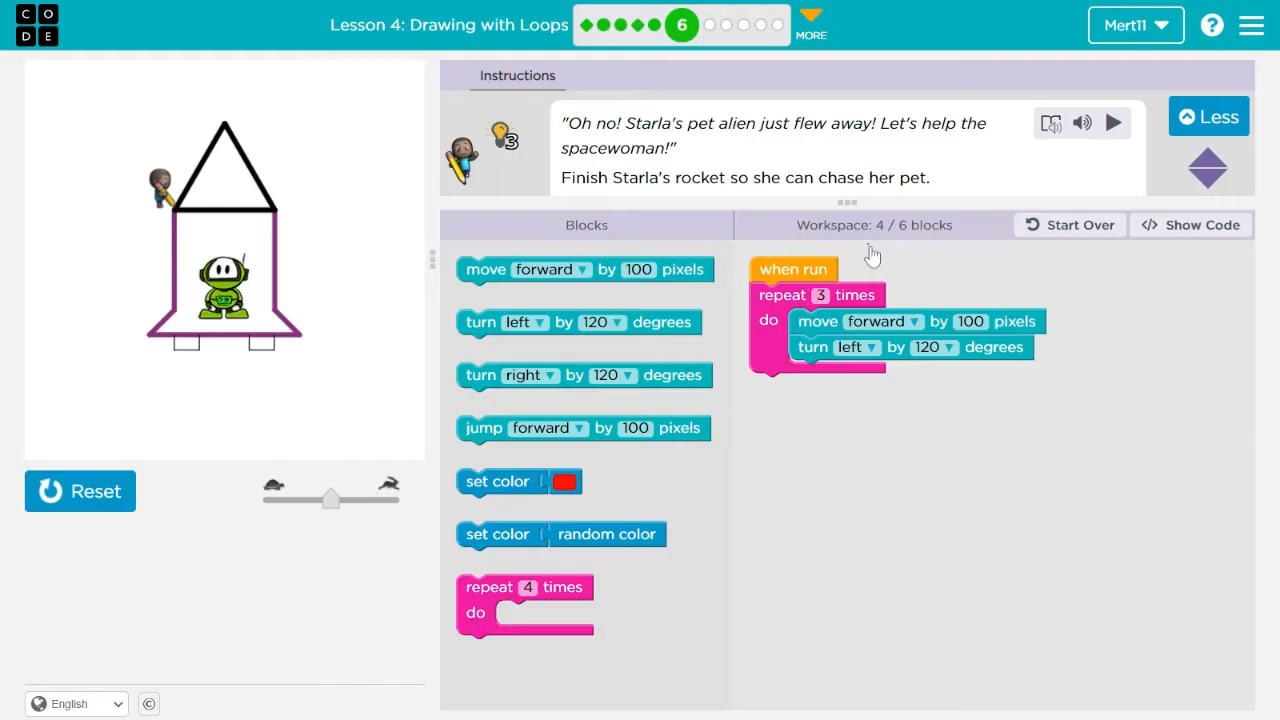 C O
D E
Lesson 4: Drawing with Loops
6
MORE
Mert11
?
Instructions
3
"Oh no! Starla's pet alien just flew away! Let's help the
spacewoman!"
Finish Starla's rocket so she can chase her pet.
Less
Blocks
Workspace: 4 / 6 blocks
Start Over
</> Show Code
move forward ▼ by 100 pixels
turn left ▼ by 120 ▼ degrees
turn right ▼ by 120 ▼ degrees
jump forward ▼ by 100 pixels
set color
set color random color
repeat 4 times
do
when run
repeat 3 times
do move forward ▼ by 100 pixels
turn left ▼ by 120 ▼ degrees
Reset
English
©